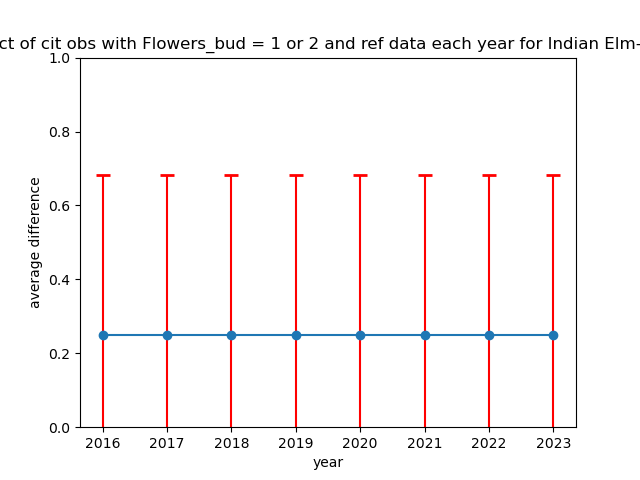 ct of cit obs with Flowers_bud = 1 or 2 and ref data each year for Indian Elm-
1.0
0.8
0.6
0.4
0.2
0.0
average difference
2016 2017 2018 2019 2020 2021 2022 2023
year